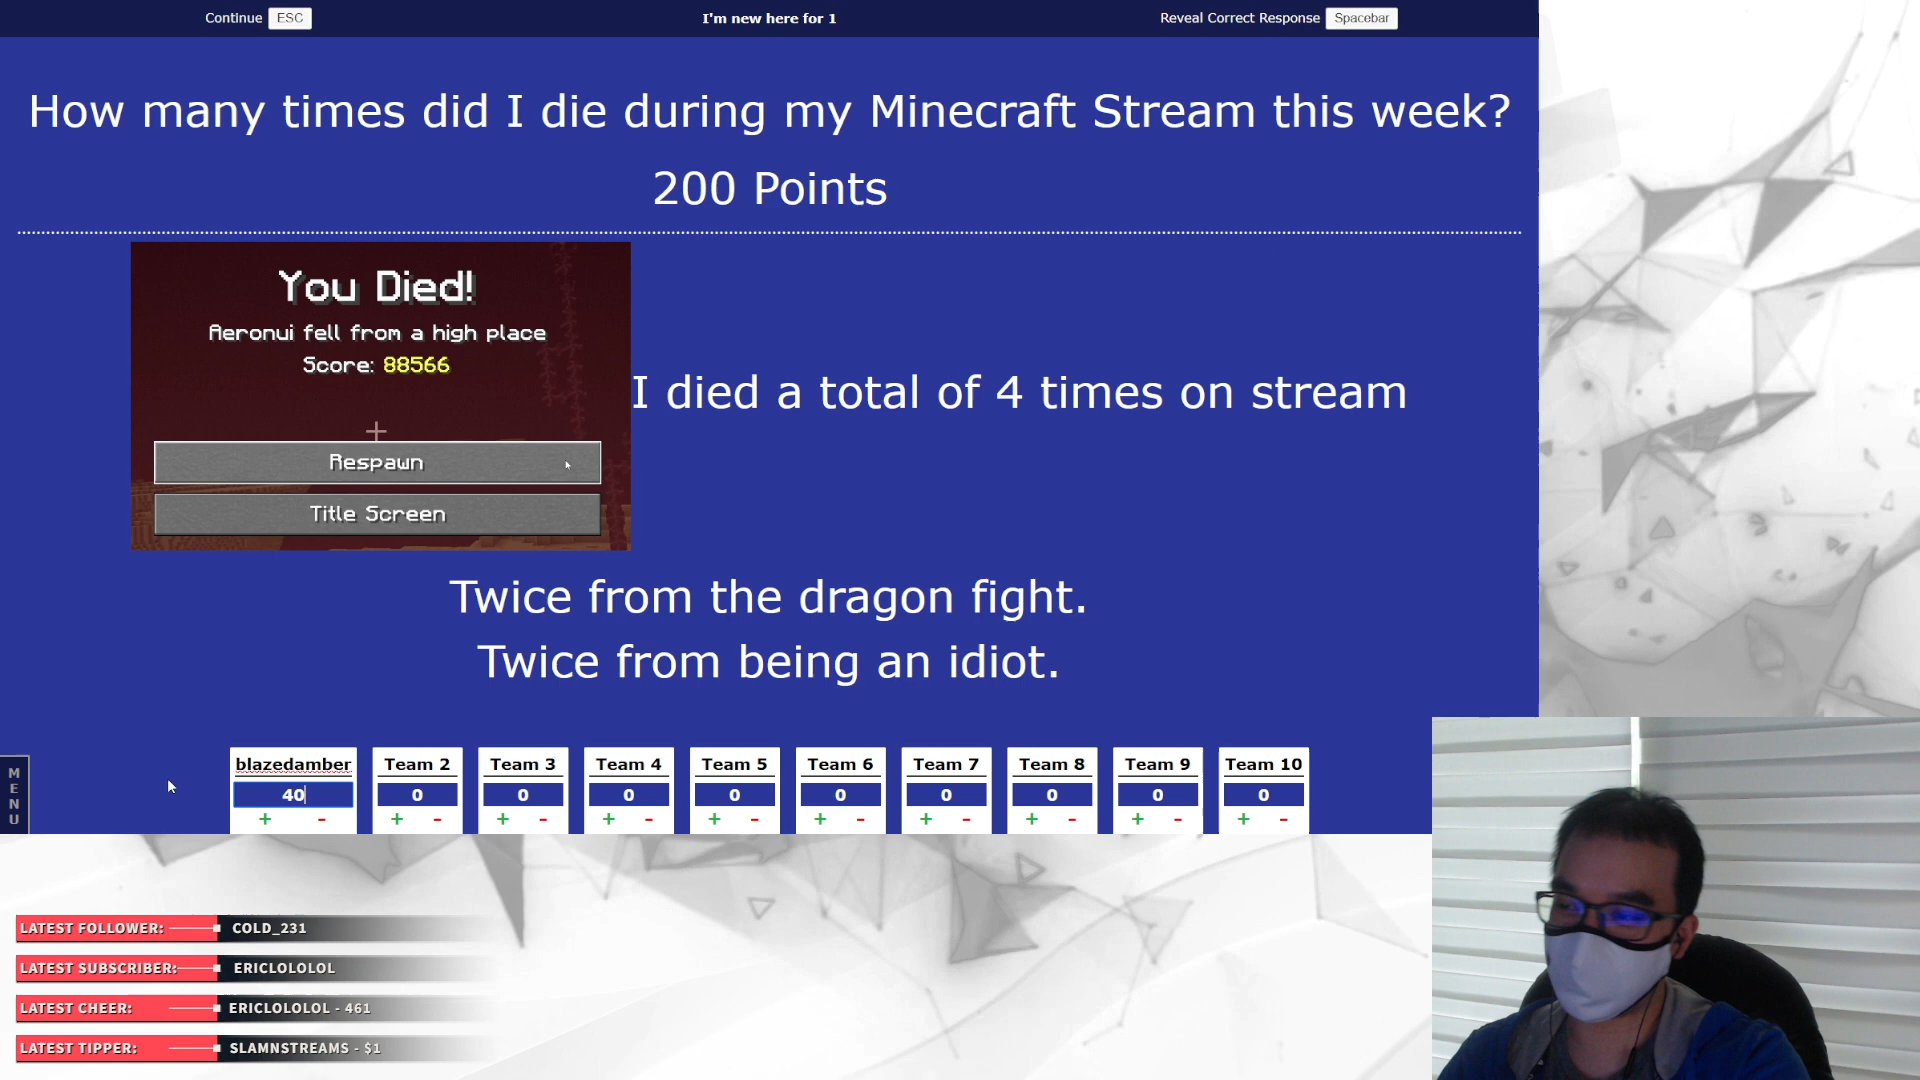 Continue ESC
I'm new here for 1
Reveal Correct Response Spacebar
How many times did I die during my Minecraft Stream this week?
200 Points
You Died!
Aeronui fell from a high place
Score: 88566
Respawn
Title Screen
I died a total of 4 times on stream
Twice from the dragon fight.
Twice from being an idiot.
MENU
blazedamber Team 2 Team 3 Team 4 Team 5 Team 6 Team 7 Team 8 Team 9 Team 10
40 0 0 0 0 0 0 0 0 0
+ - + - + - + - + - + - + - + - + - + -
LATEST FOLLOWER: COLD_231
LATEST SUBSCRIBER: ERICLOLOLOL
LATEST CHEER: ERICLOLOLOL - 461
LATEST TIPPER: SLAMNSTREAMS - $1